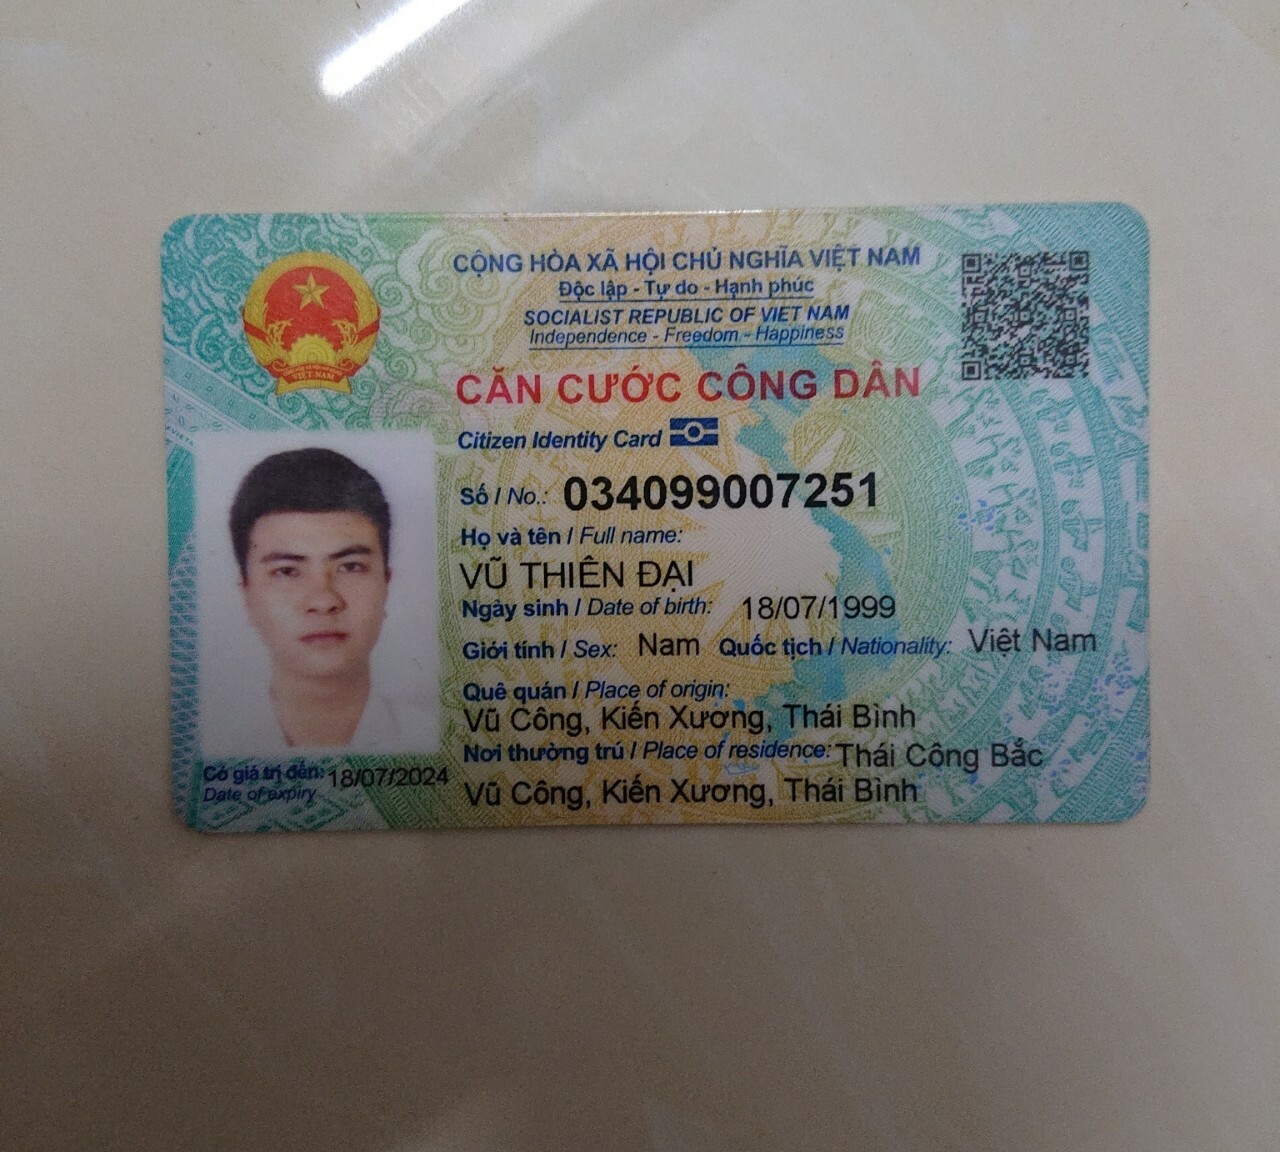 CỘNG HÒA XÃ HỘI CHỦ NGHĨA VIỆT NAM
Độc lập - Tự do - Hạnh phúc
SOCIALIST REPUBLIC OF VIET NAM
Independence - Freedom - Happiness
CĂN CƯỚC CÔNG DÂN
Citizen Identity Card
Số / No.: 034099007251
Họ và tên / Full name:
VŨ THIÊN ĐẠI
Ngày sinh / Date of birth: 18/07/1999
Giới tính / Sex: Nam Quốc tịch / Nationality: Việt Nam
Quê quán / Place of origin:
Vũ Công, Kiến Xương, Thái Bình
Nơi thường trú / Place of residence: Thái Công Bắc
Vũ Công, Kiến Xương, Thái Bình
Có giá trị đến: 18/07/2024
Date of expiry
VIỆT NAM